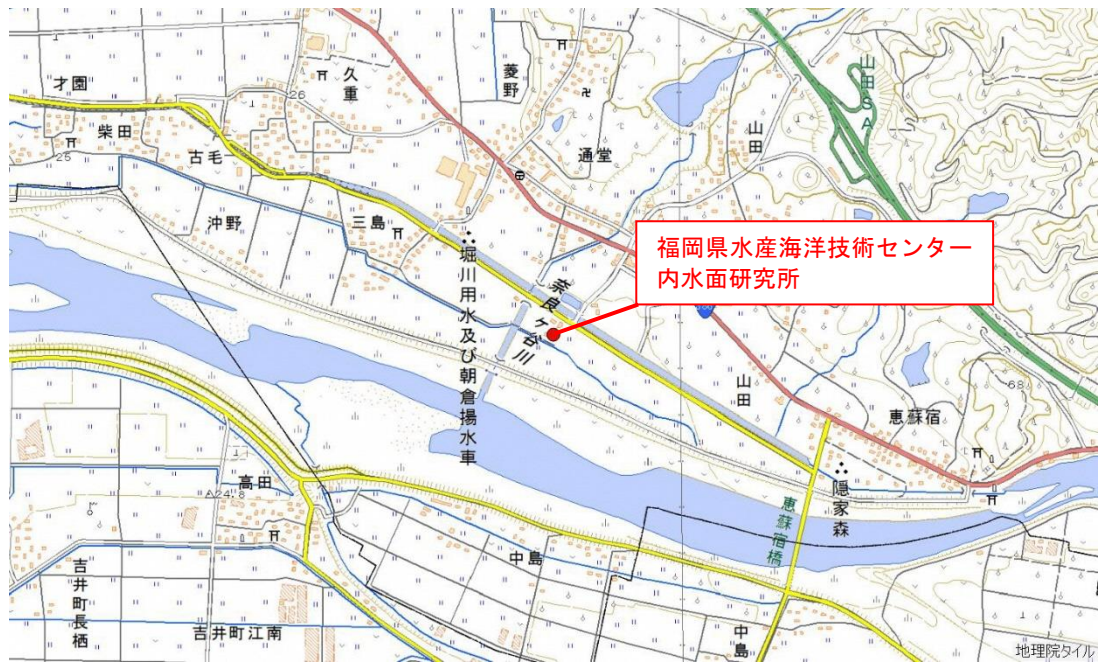 才園
柴田
25
古毛
沖野
久重
26
三島
菱野
通堂
山田
山田SA
福岡県水産海洋技術センター
内水面研究所
奈良ヶ谷川
堀川用水及び朝倉揚水車
山田
恵蘇宿
68
隠家森
恵蘇宿橋
高田
24.8
中島
中島
吉井町長栖
吉井町江南
地理院タイル